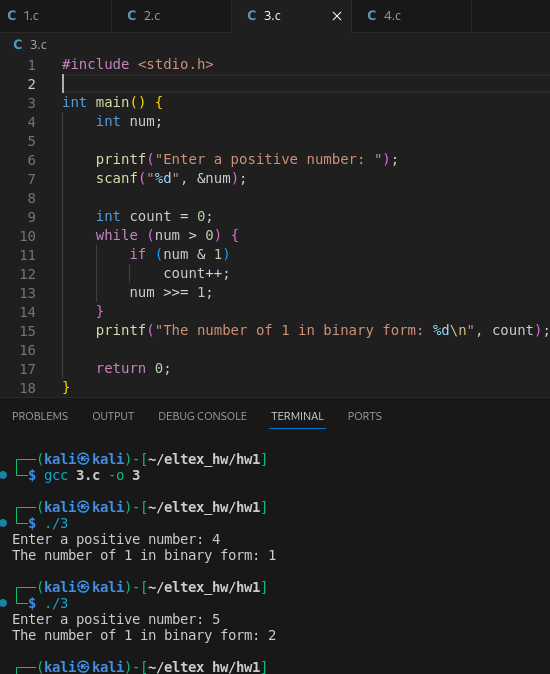 C 1.c C 2.c C 3.c × C 4.c
C 3.c
1 #include <stdio.h>
2
3 int main() {
4 int num;
5
6 printf("Enter a positive number: ");
7 scanf("%d", &num);
8
9 int count = 0;
10 while (num > 0) {
11 if (num & 1)
12 count++;
13 num >>= 1;
14 }
15 printf("The number of 1 in binary form: %d\n", count);
16
17 return 0;
18 }
PROBLEMS OUTPUT DEBUG CONSOLE TERMINAL PORTS
┌──(kali㉿kali)-[~/eltex_hw/hw1]
└─$ gcc 3.c -o 3
┌──(kali㉿kali)-[~/eltex_hw/hw1]
└─$ ./3
Enter a positive number: 4
The number of 1 in binary form: 1
┌──(kali㉿kali)-[~/eltex_hw/hw1]
└─$ ./3
Enter a positive number: 5
The number of 1 in binary form: 2
┌──(kali㉿kali)-[~/eltex_hw/hw1]